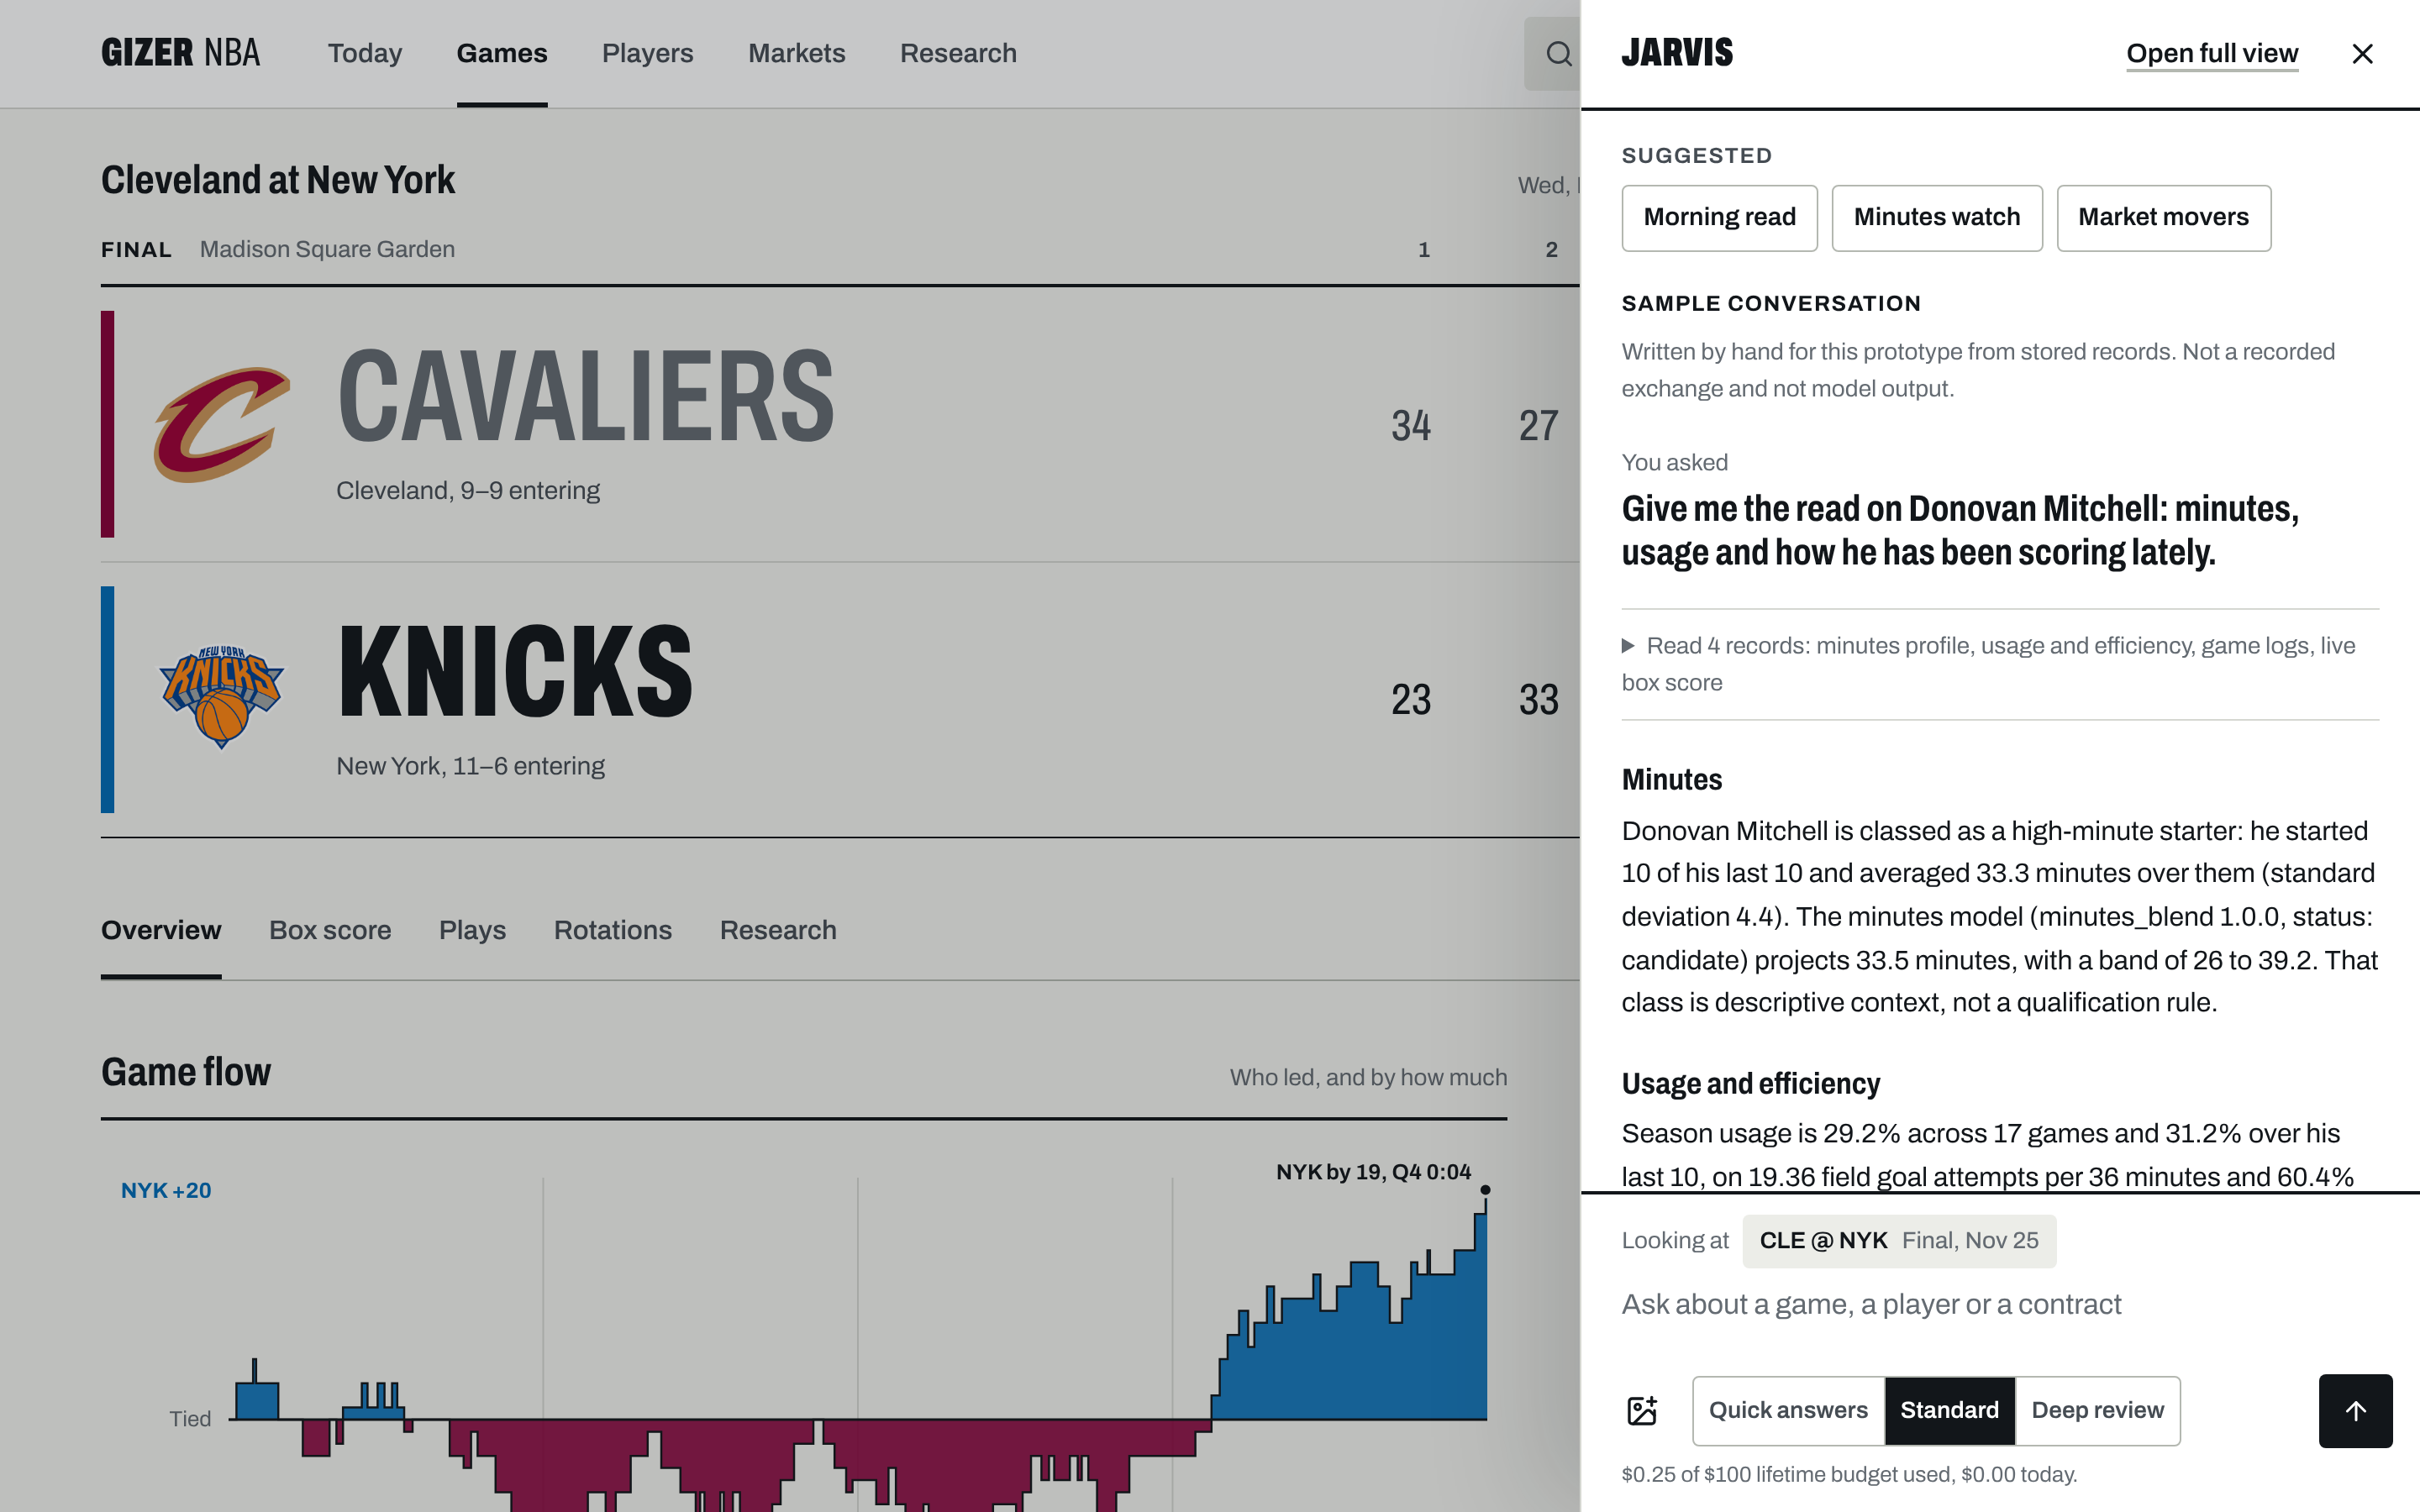 GIZER NBA
Today
Games
Players
Markets
Research
Cleveland at New York
Wed,
FINAL
Madison Square Garden
1
2
CAVALIERS
34
27
Cleveland, 9–9 entering
NEW YORK
KNICKS
KNICKS
23
33
New York, 11–6 entering
Overview
Box score
Plays
Rotations
Research
Game flow
Who led, and by how much
NYK +20
NYK by 19, Q4 0:04
Tied
JARVIS
Open full view
SUGGESTED
Morning read
Minutes watch
Market movers
SAMPLE CONVERSATION
Written by hand for this prototype from stored records. Not a recorded
exchange and not model output.
You asked
Give me the read on Donovan Mitchell: minutes,
usage and how he has been scoring lately.
Read 4 records: minutes profile, usage and efficiency, game logs, live
box score
Minutes
Donovan Mitchell is classed as a high-minute starter: he started
10 of his last 10 and averaged 33.3 minutes over them (standard
deviation 4.4). The minutes model (minutes_blend 1.0.0, status:
candidate) projects 33.5 minutes, with a band of 26 to 39.2. That
class is descriptive context, not a qualification rule.
Usage and efficiency
Season usage is 29.2% across 17 games and 31.2% over his
last 10, on 19.36 field goal attempts per 36 minutes and 60.4%
Looking at
CLE @ NYK Final, Nov 25
Ask about a game, a player or a contract
Quick answers
Standard
Deep review
$0.25 of $100 lifetime budget used, $0.00 today.